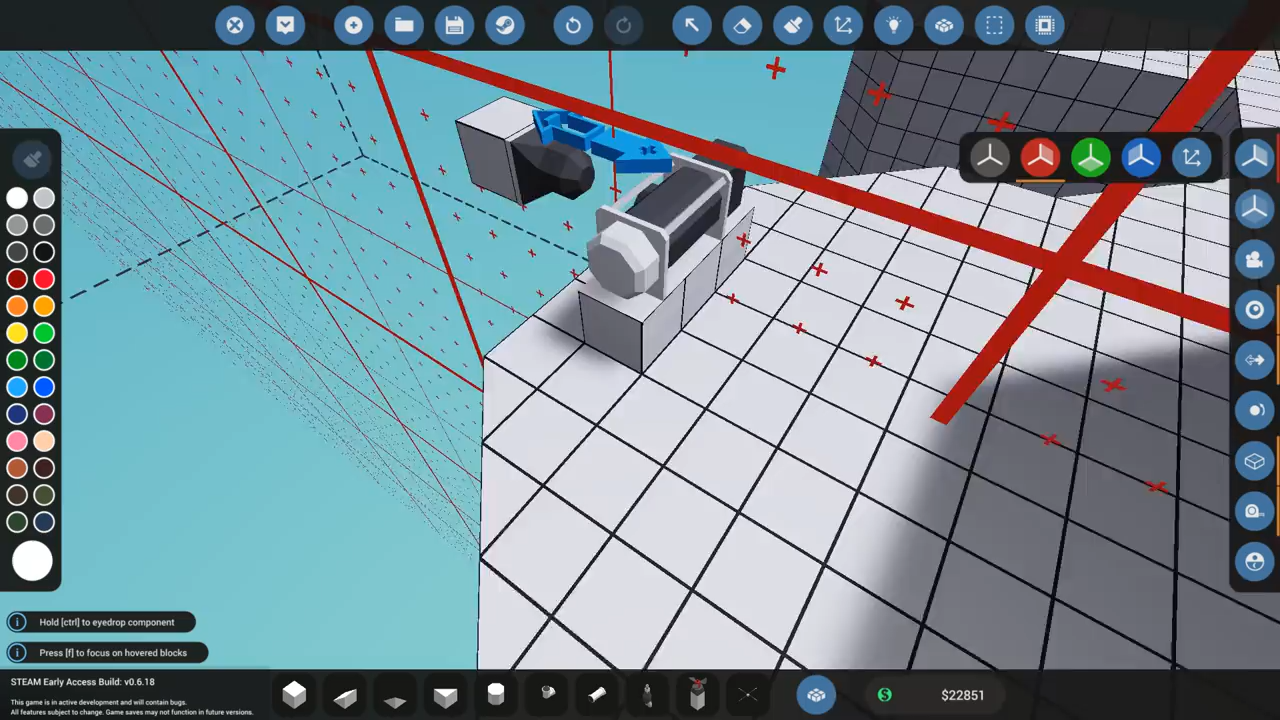 Hold [ctrl] to eyedrop component
Press [f] to focus on hovered blocks
STEAM Early Access Build: v0.6.18
This game is in active development and will contain bugs.
All features subject to change. Game saves may not function in future versions.
$ $22851